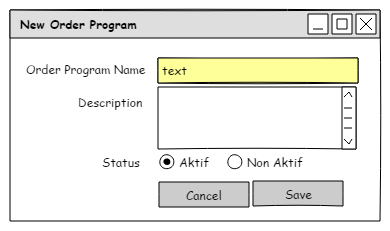 New Order Program
Order Program Name text
Description
Status Aktif Non Aktif
Cancel Save